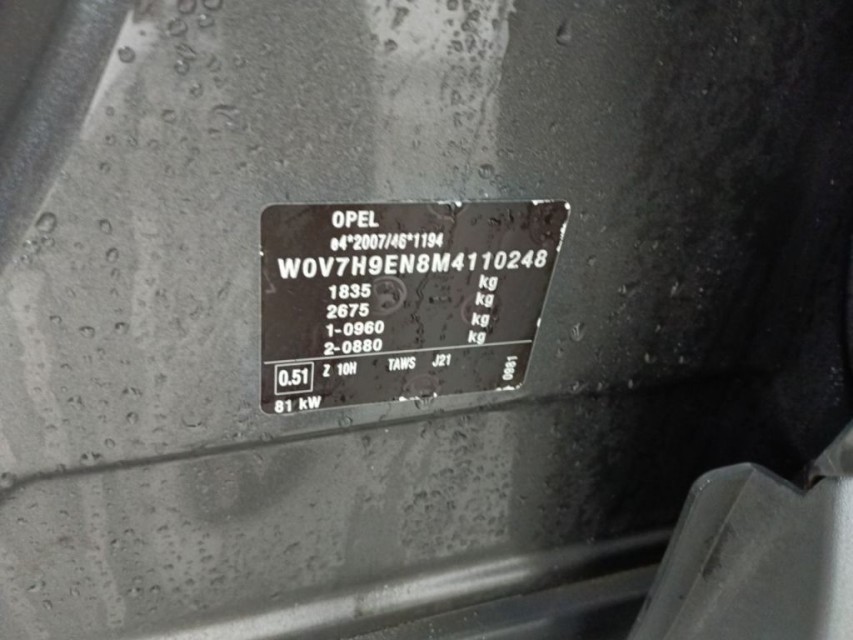 OPEL
e4*2007/46*1194
W0V7H9EN8M4110248
1835 kg
2675 kg
1-0960 kg
2-0880 kg
0.51 Z 10H TAWS J21 0981
81 kW